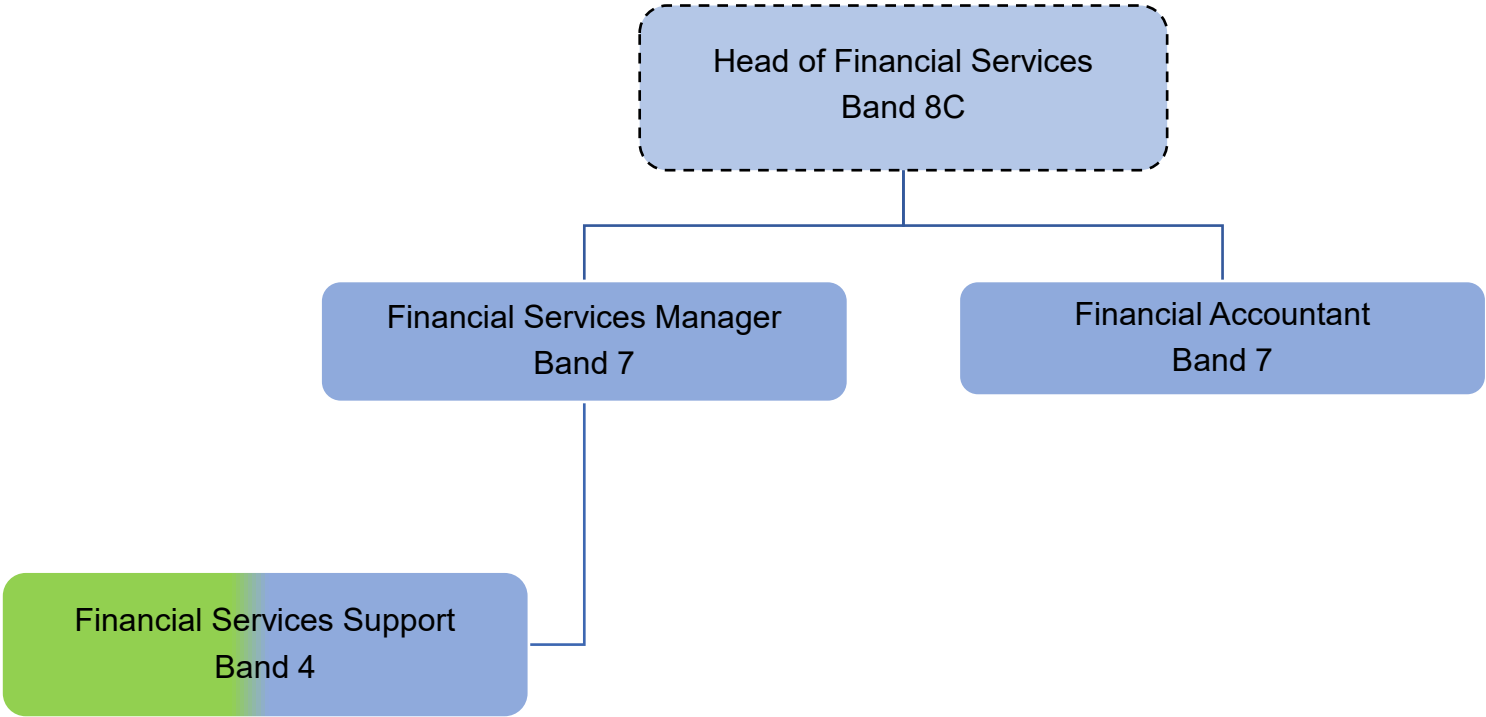 Head of Financial Services
Band 8C
Financial Services Manager
Band 7
Financial Accountant
Band 7
Financial Services Support
Band 4